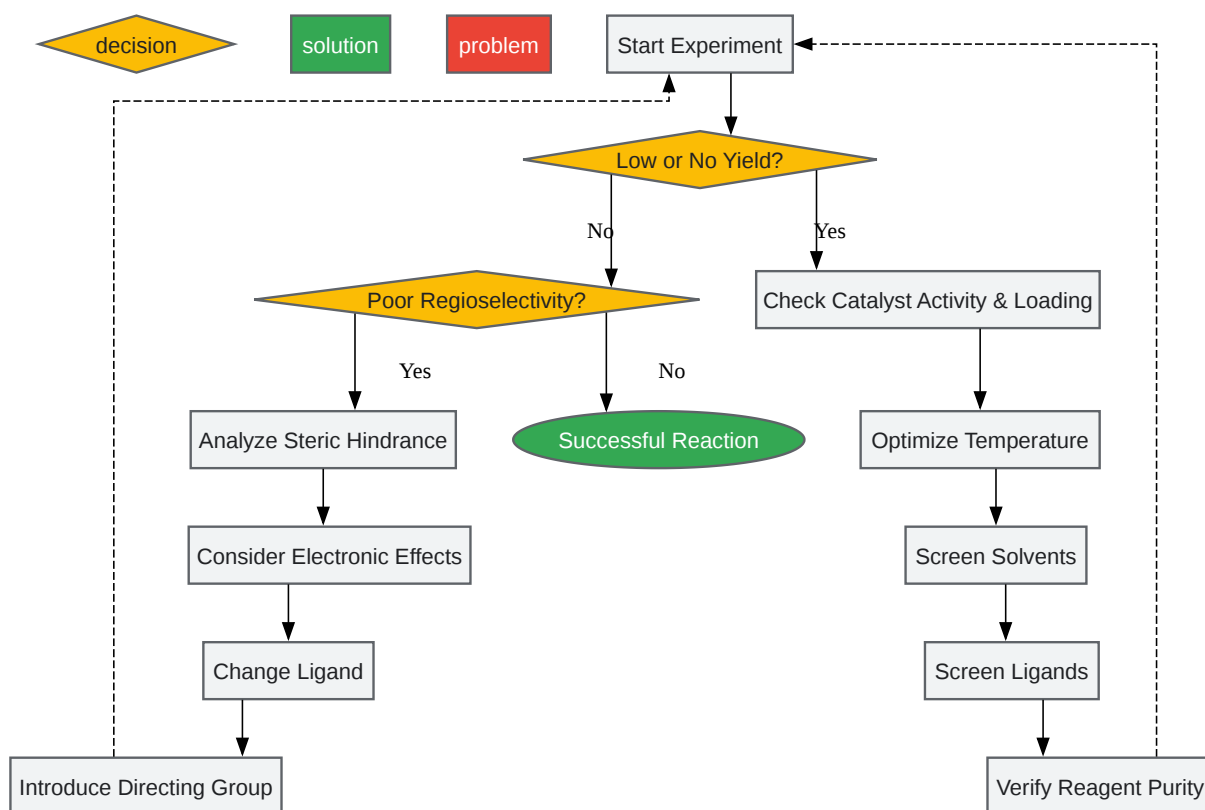 decision
solution
problem
Start Experiment
Low or No Yield?
No
Yes
Poor Regioselectivity?
Check Catalyst Activity & Loading
Yes
No
Analyze Steric Hindrance
Successful Reaction
Optimize Temperature
Consider Electronic Effects
Screen Solvents
Change Ligand
Screen Ligands
Introduce Directing Group
Verify Reagent Purity